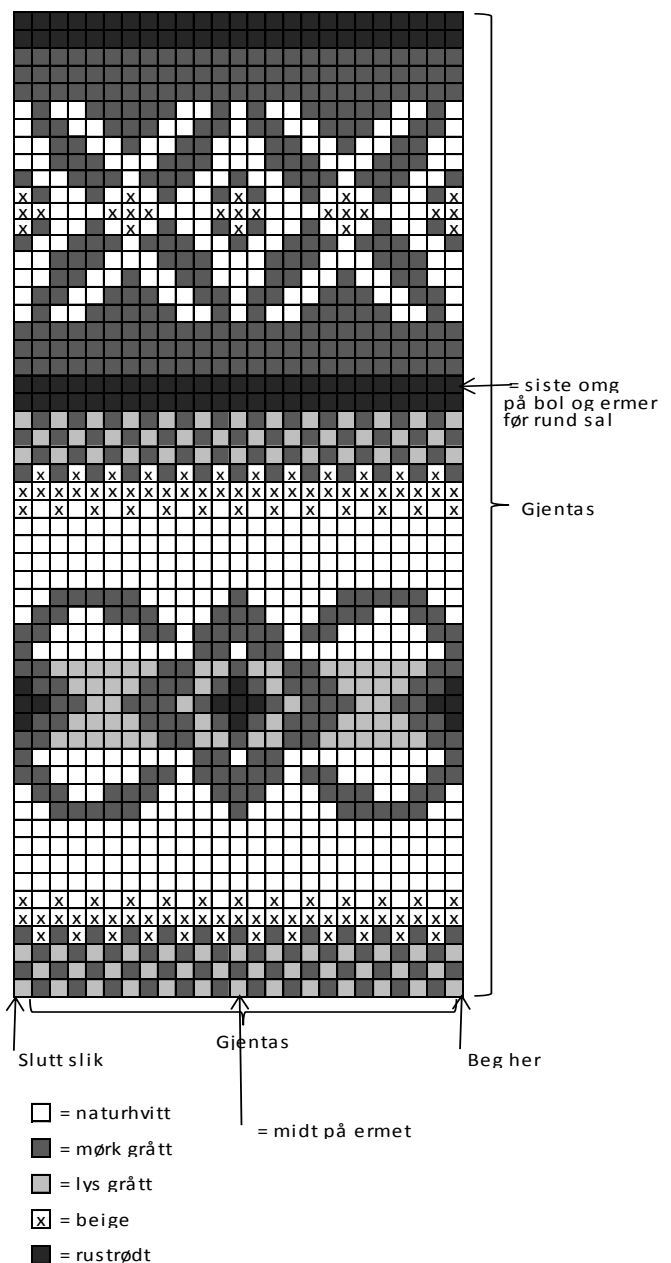 = siste omg
på bol og ermer
før rund sal
Gjentas
Gjentas
Slutt slik
Beg her
= midt på ermet
= naturhvitt
= mørk grått
= lys grått
x = beige
= rustrødt